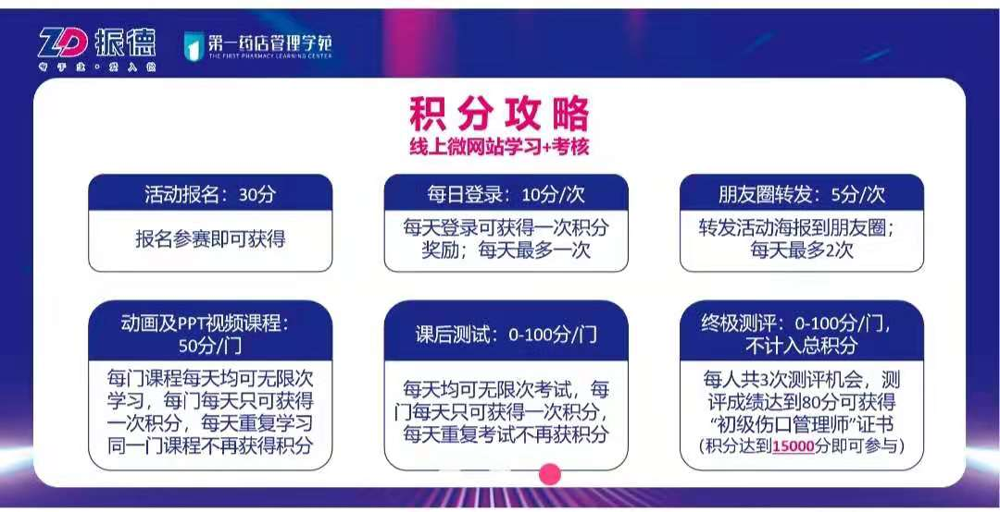 ZD 振德
专于业·爱入微
第一药店管理学苑
THE FIRST PHARMACY LEARNING CENTER
积分攻略
线上微网站学习+考核
活动报名：30分
报名参赛即可获得
每日登录：10分/次
每天登录可获得一次积分
奖励；每天最多一次
朋友圈转发：5分/次
转发活动海报到朋友圈；
每天最多2次
动画及PPT视频课程：
50分/门
每门课程每天均可无限次
学习，每门每天只可获得
一次积分，每天重复学习
同一门课程不再获得积分
课后测试：0-100分/门
每天均可无限次考试，每
门每天只可获得一次积分，
每天重复考试不再获积分
终极测评：0-100分/门，
不计入总积分
每人共3次测评机会，测
评成绩达到80分可获得
“初级伤口管理师”证书
（积分达到15000分即可参与）